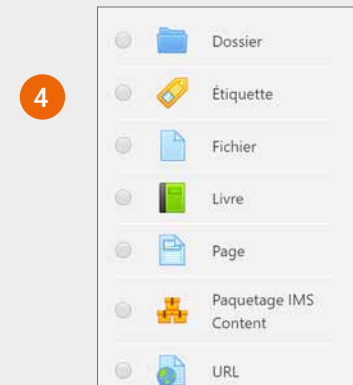 Dossier
4
Étiquette
Fichier
Livre
Page
Paquetage IMS
Content
URL